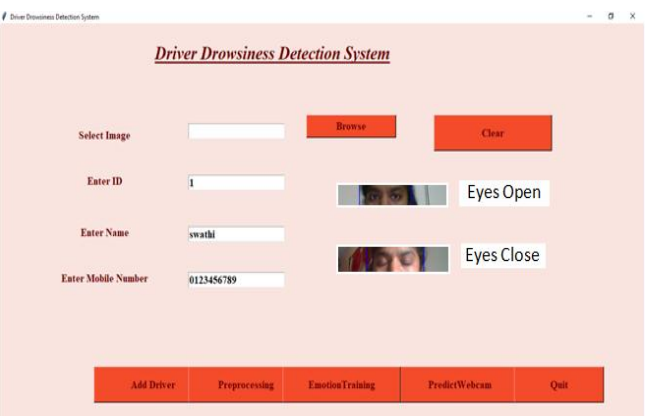 Driver Drowsiness Detection System
Driver Drowsiness Detection System
Select Image Browse Clear
Enter ID 1 Eyes Open
Enter Name swathi
Eyes Close
Enter Mobile Number 0123456789
Add Driver Preprocessing EmotionTraining PredictWebcam Quit